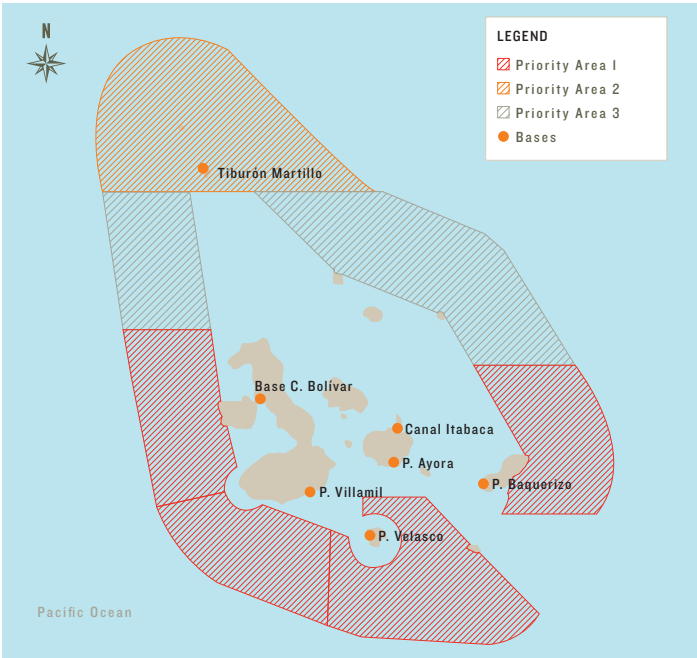 N
LEGEND
Priority Area 1
Priority Area 2
Priority Area 3
Bases
Tiburón Martillo
Base C. Bolívar
Canal Itabaca
P. Ayora
P. Baquerizo
P. Villamil
P. Velasco
Pacific Ocean